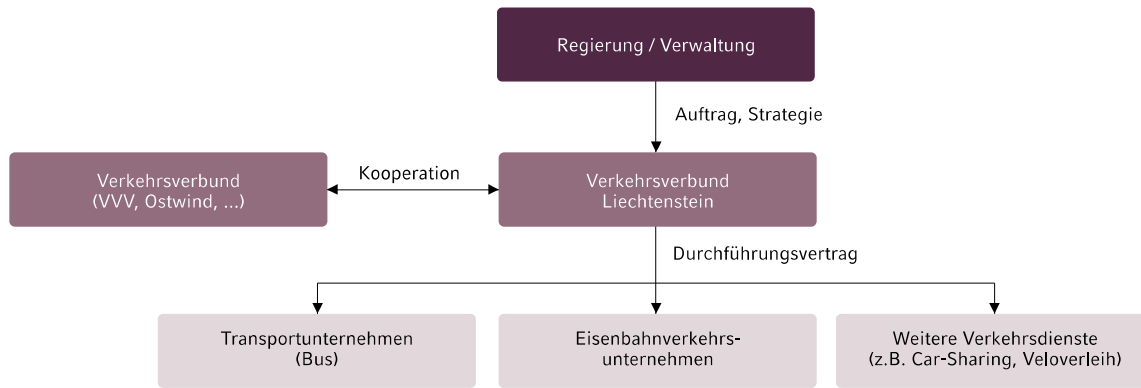 Regierung / Verwaltung
Auftrag, Strategie
Verkehrsverbund
(VVV, Ostwind, ...)
Kooperation
Verkehrsverbund
Liechtenstein
Durchführungsvertrag
Transportunternehmen
(Bus)
Eisenbahnverkehrs-
unternehmen
Weitere Verkehrsdienste
(z.B. Car-Sharing, Veloverleih)